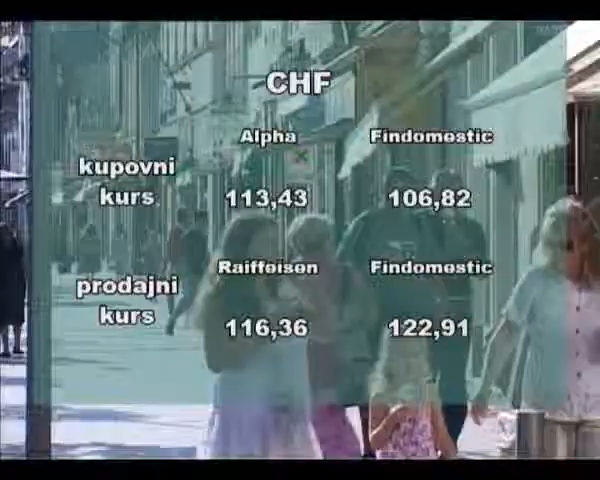 CHF
Alpha Findomestic
kupovni
kurs
113,43 106,82
Raiffeisen Findomestic
prodajni
kurs
116,36 122,91